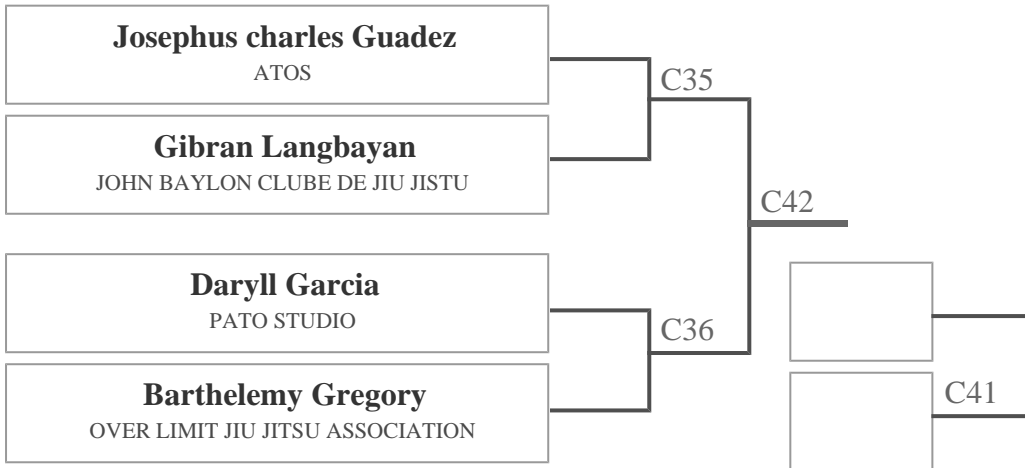 Josephus charles Guadez
ATOS
C35
Gibran Langbayan
JOHN BAYLON CLUBE DE JIU JISTU
C42
Daryll Garcia
PATO STUDIO
C36
Barthelemy Gregory
OVER LIMIT JIU JITSU ASSOCIATION
C41